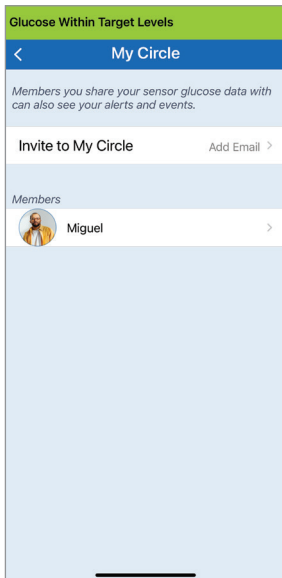 Glucose Within Target Levels
My Circle
Members you share your sensor glucose data with
can also see your alerts and events.
Invite to My Circle Add Email
Members
Miguel